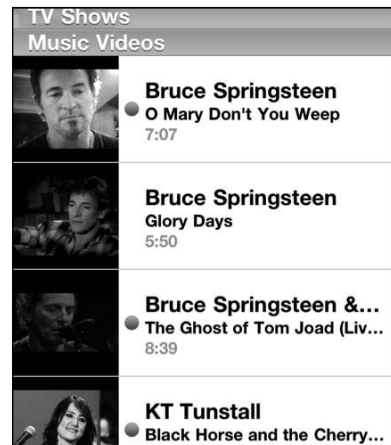 TV Shows
Music Videos
Bruce Springsteen
O Mary Don't You Weep
7:07
Bruce Springsteen
Glory Days
5:50
Bruce Springsteen &...
The Ghost of Tom Joad (Liv...
8:39
KT Tunstall
Black Horse and the Cherry...